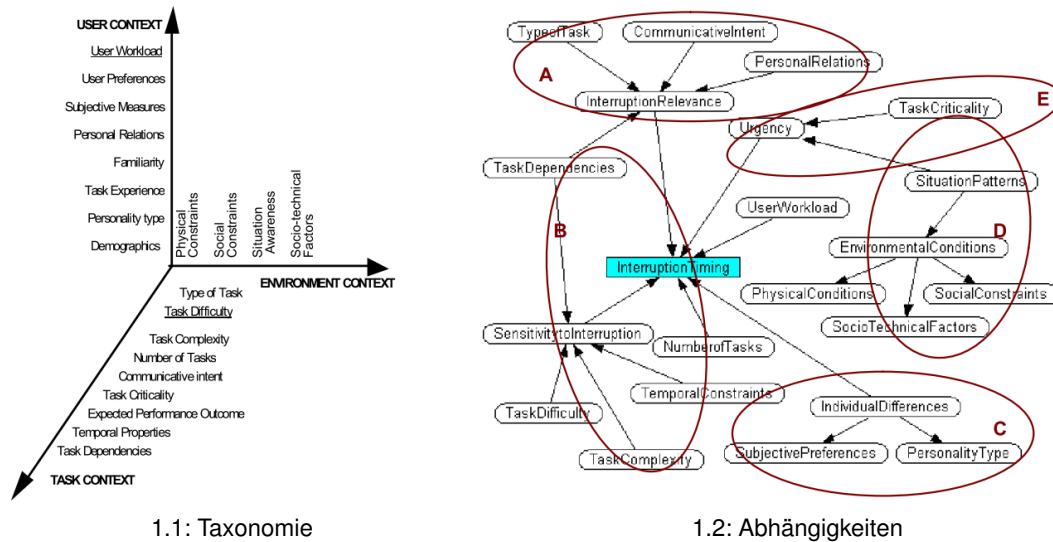 USER CONTEXT
User Workload
User Preferences
Subjective Measures
Personal Relations
Familiarity
Task Experience
Personality type
Demographics
Physical
Constraints
Social
Constraints
Situation
Awareness
Socio-technical
Factors
ENVIRONMENT CONTEXT
Type of Task
Task Difficulty
Task Complexity
Number of Tasks
Communicative intent
Task Criticality
Expected Performance Outcome
Temporal Properties
Task Dependencies
TASK CONTEXT
1.1: Taxonomie
TypeofTask
CommunicativeIntent
A
PersonalRelations
InterruptionRelevance
E
TaskCriticality
Urgency
TaskDependencies
SituationPatterns
UserWorkload
B
D
EnvironmentalConditions
InterruptionTiming
PhysicalConditions
SocialConstraints
SocioTechnicalFactors
SensitivitytoInterruption
NumberofTasks
TemporalConstraints
TaskDifficulty
IndividualDifferences
C
TaskComplexity
SubjectivePreferences
PersonalityType
1.2: Abhängigkeiten